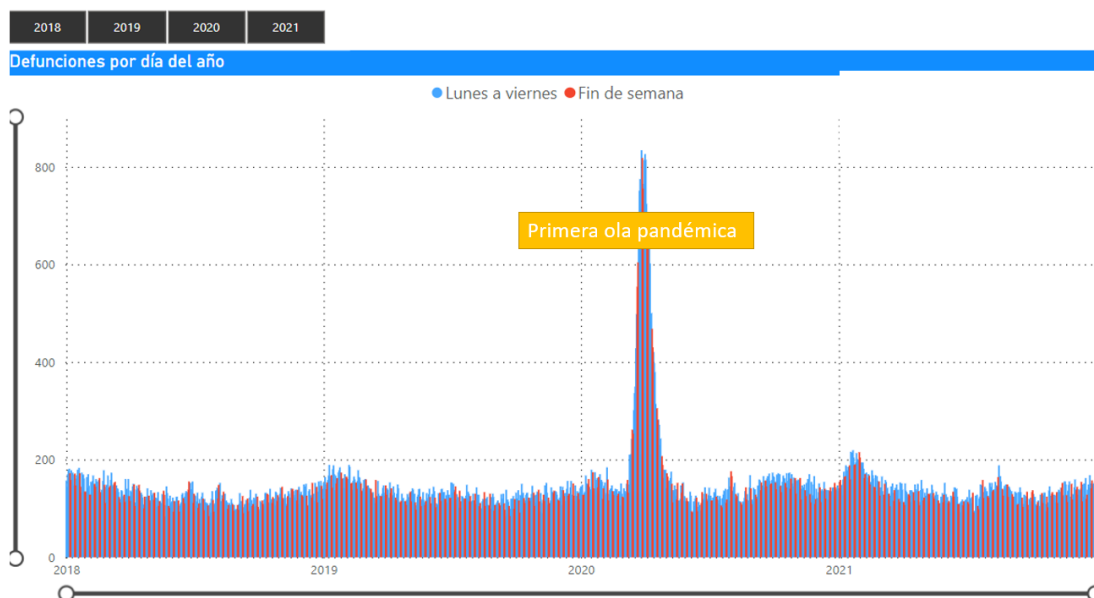 2018 2019 2020 2021
Defunciones por día del año
Lunes a viernes Fin de semana
800
Primera ola pandémica
600
400
200
0
2018 2019 2020 2021